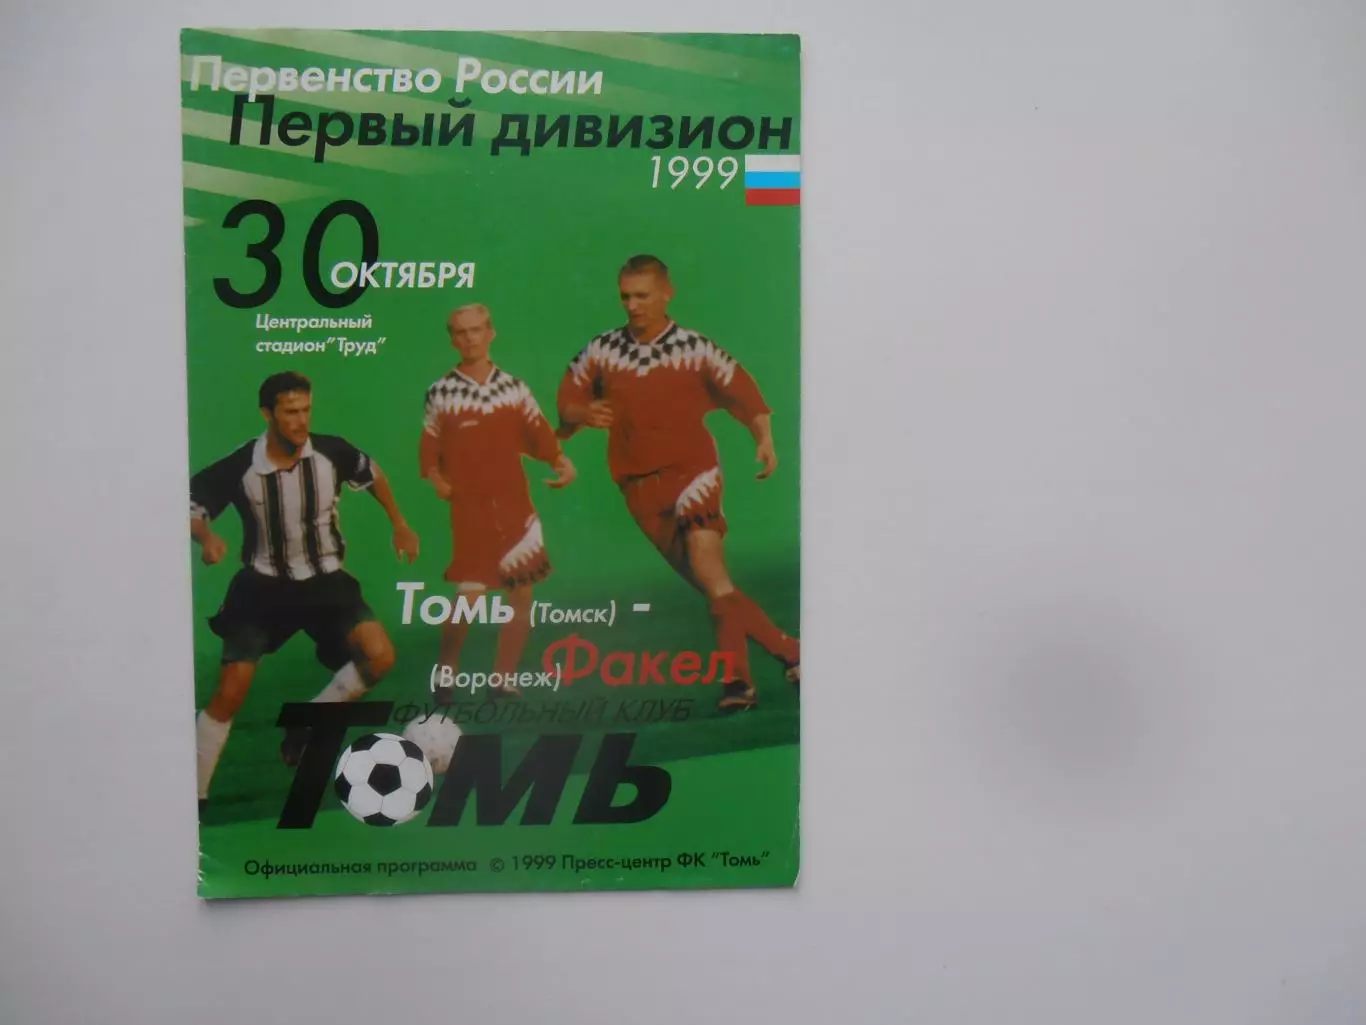 Первенство России
Первый дивизион
1999
30
ОКТЯБРЯ
Центральный
стадион"Труд"
Томь (Томск) -
(Воронеж)Факел
ФУТБОЛЬНЫЙ КЛУБ
Томь
Официальная программа © 1999 Пресс-центр ФК "Томь"